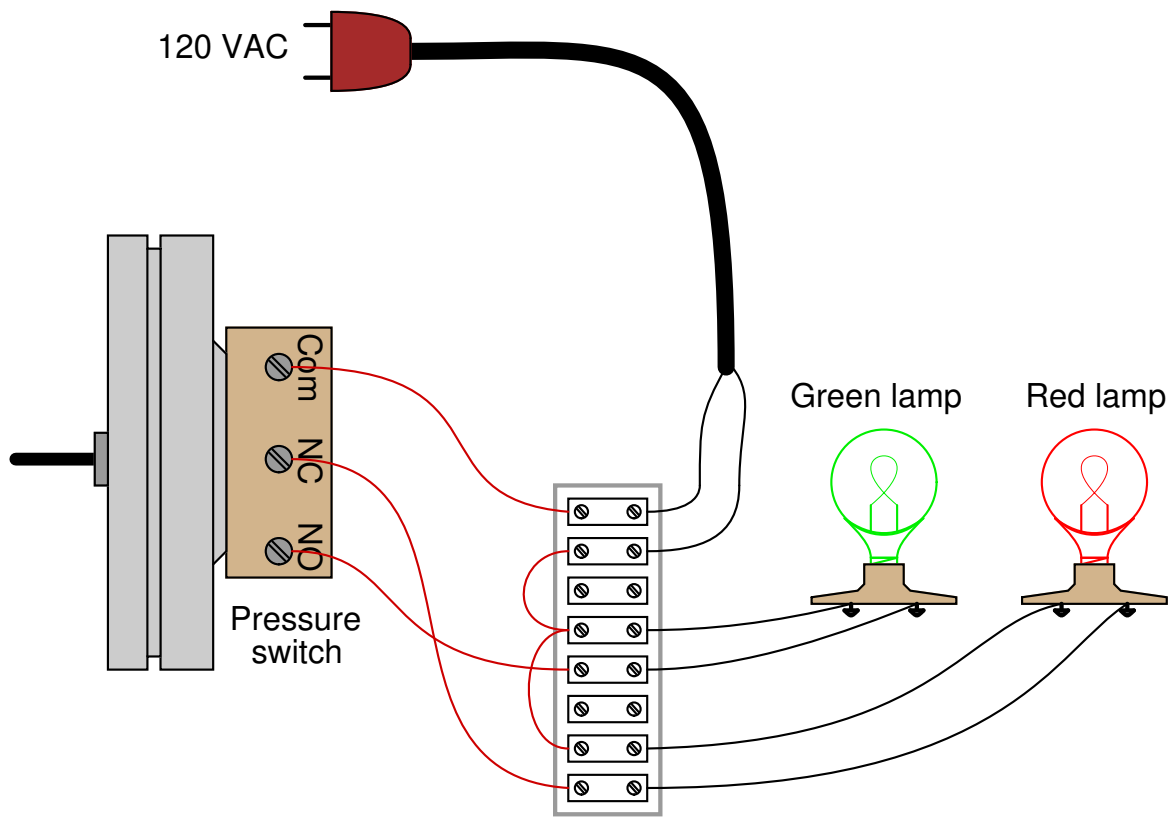 120 VAC
Com
NC
NO
Pressure
switch
Green lamp
Red lamp